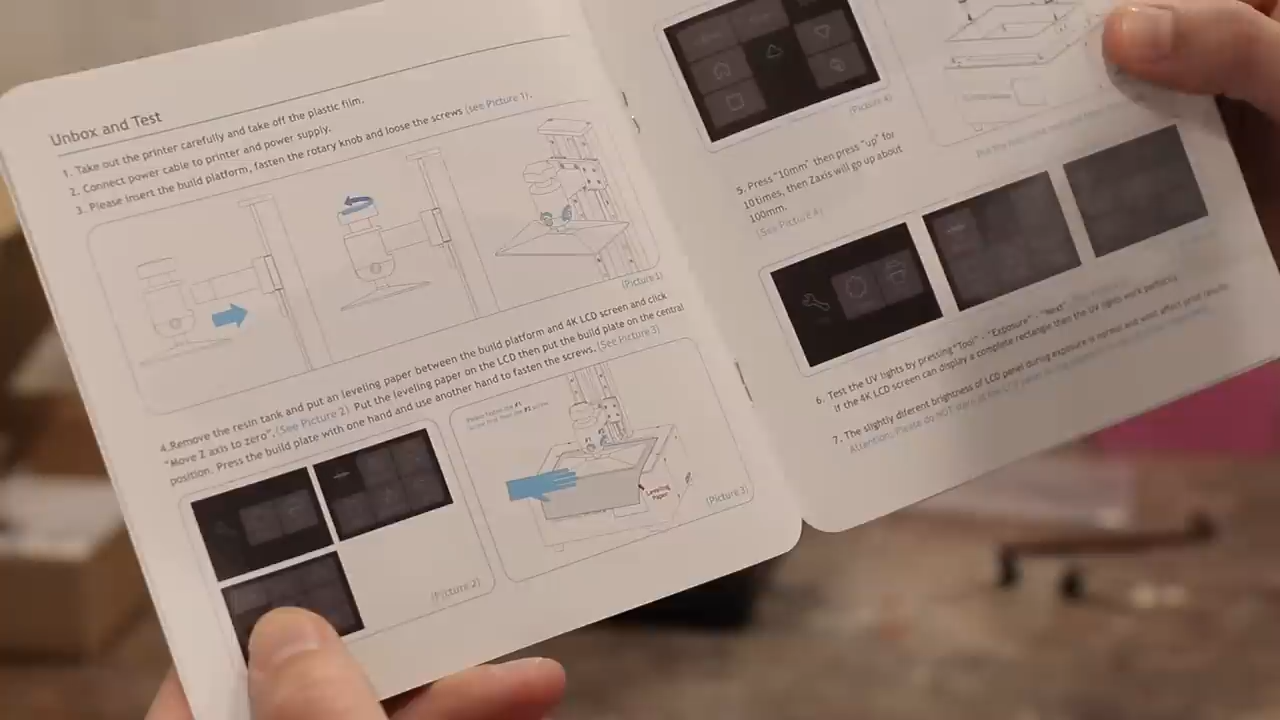 Unbox and Test
1. Take out the printer carefully and take off the plastic film.
2. Connect power cable to printer and power supply.
3. Please insert the build platform, fasten the rotary knob and loose the screws (see Picture 1).
(Picture 1)
4.Remove the resin tank and put an leveling paper between the build platform and 4K LCD screen and click
"Move Z axis to zero". (See Picture 2) Put the leveling paper on the LCD then put the build plate on the central
position. Press the build plate with one hand and use another hand to fasten the screws. (See Picture 3)
(Picture 2)
Leveling
Paper
(Picture 3)
(Picture 4)
5. Press "10mm" then press "up" for
10 times, then Zaxis will go up about
100mm.
(See Picture 4)
6. Test the UV lights by pressing "Tool" - "Exposure" - "Next".
If the 4K LCD screen can display a complete rectangle then the UV lights work perfectly.
7. The slightly diferent brightness of LCD panel during exposure is normal and wont affect print results.
Attention: Please do NOT stare at the